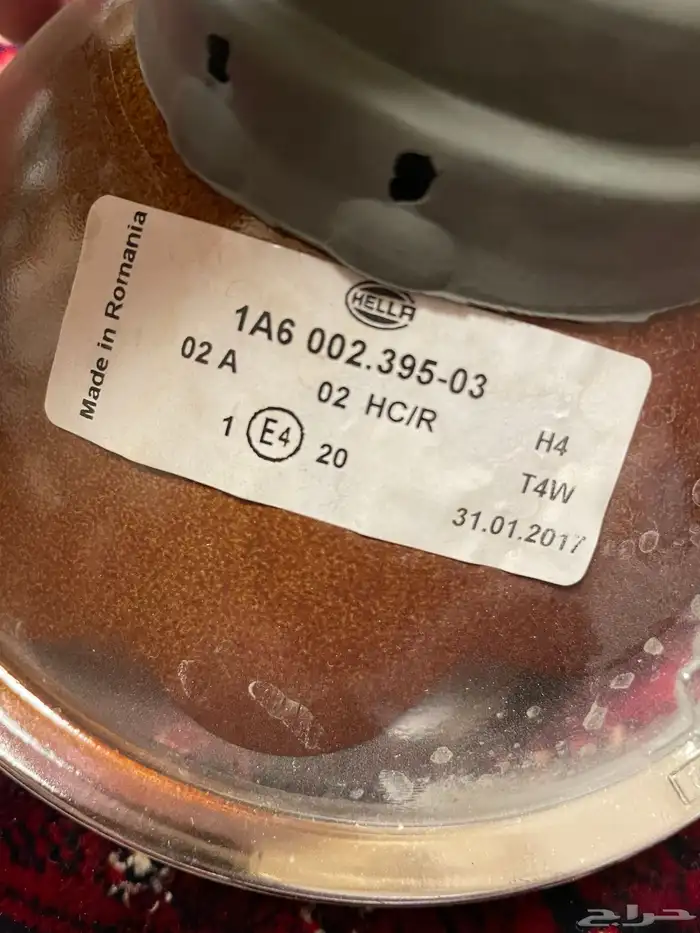 Made in Romania
HELLA
1A6 002.395-03
02 A 02 HC/R H4
1 E4 20 T4W
31.01.2017
حراج